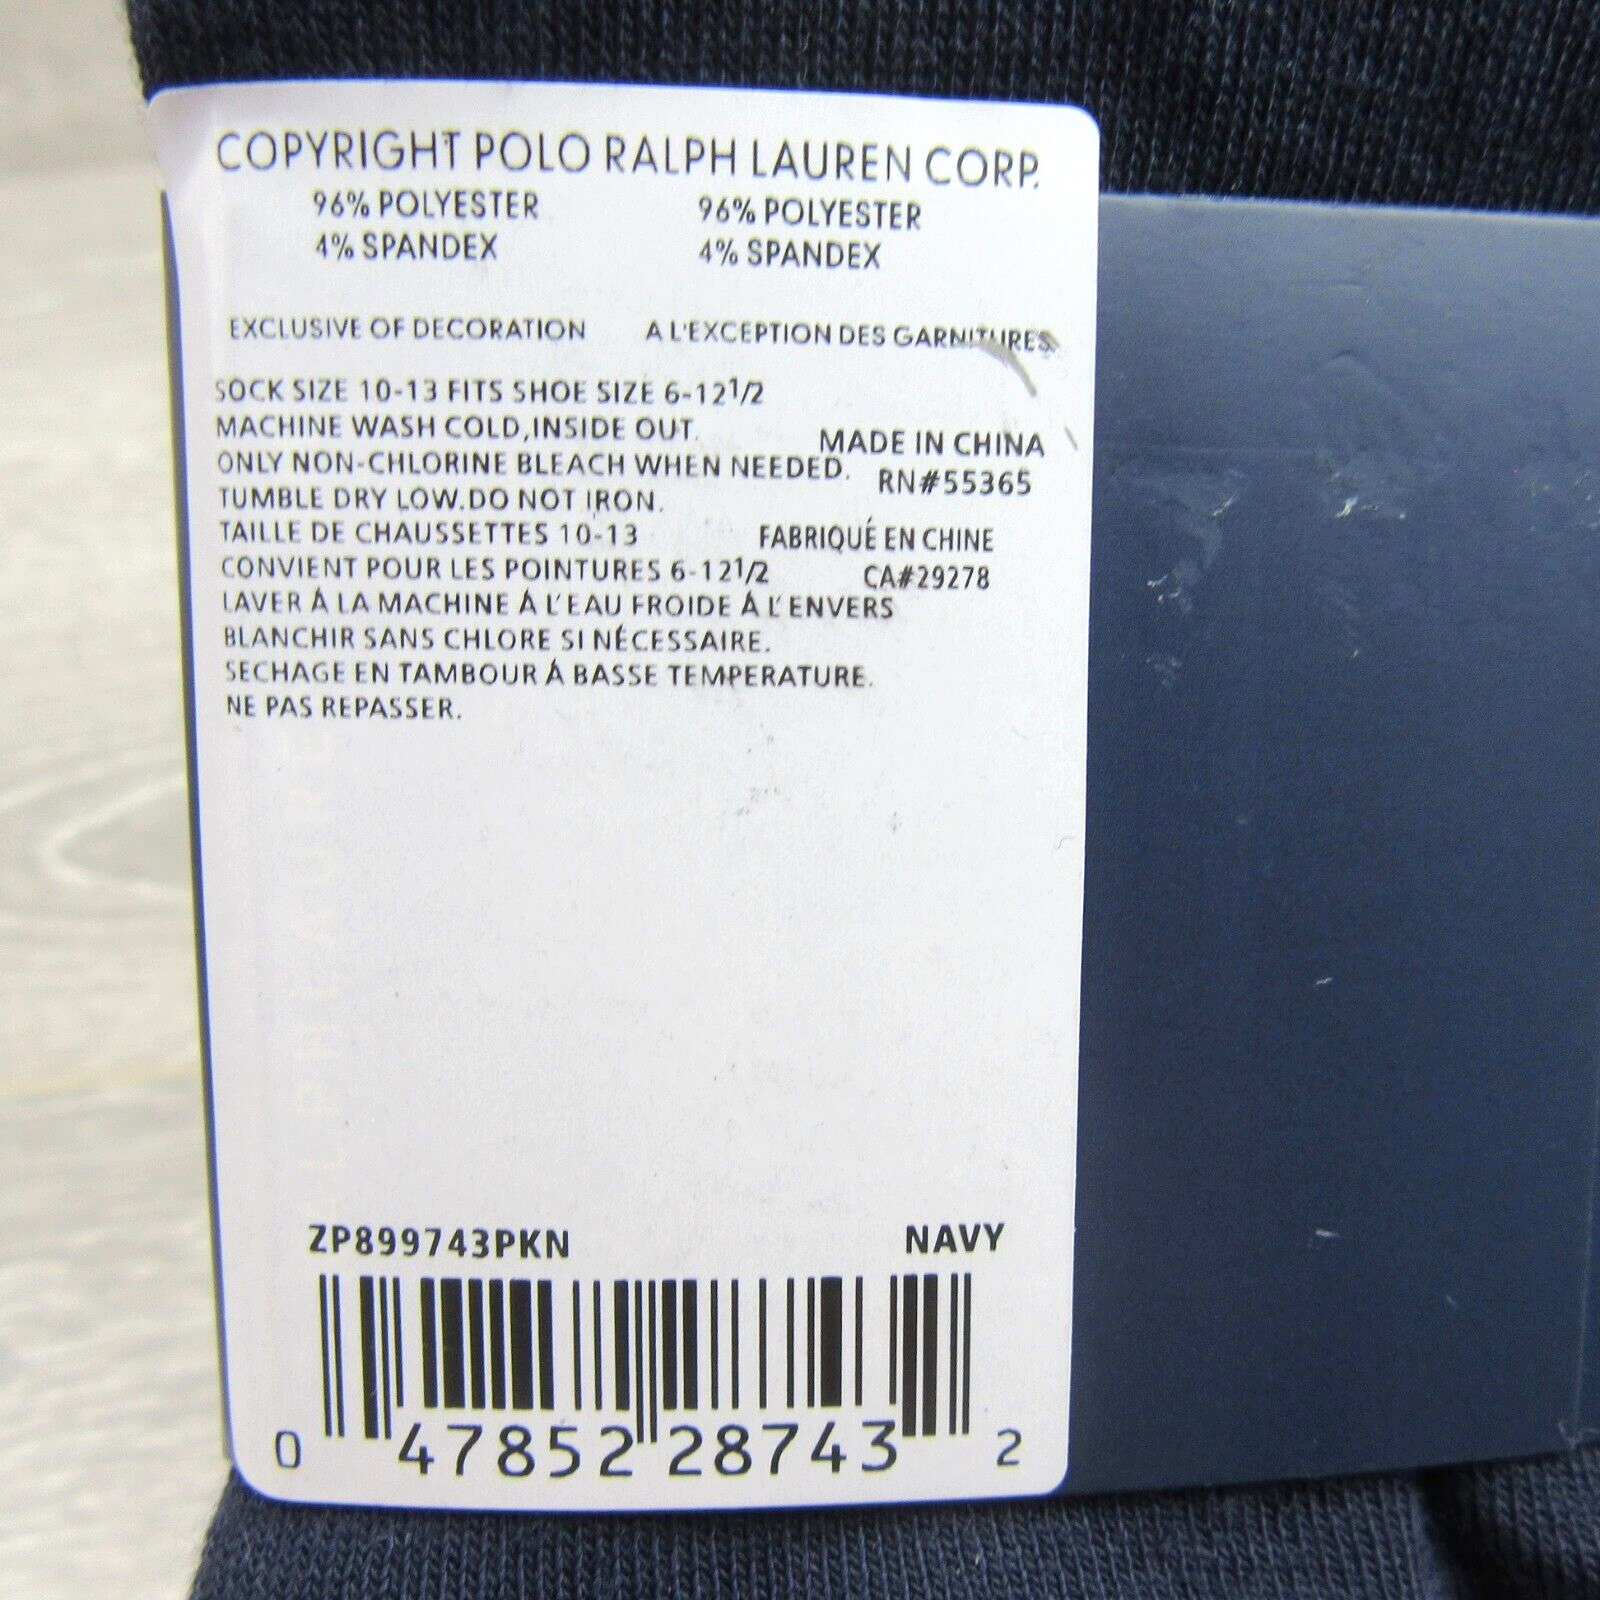 COPYRIGHT POLO RALPH LAUREN CORP.
96% POLYESTER 96% POLYESTER
4% SPANDEX 4% SPANDEX
EXCLUSIVE OF DECORATION A L'EXCEPTION DES GARNITURES
SOCK SIZE 10-13 FITS SHOE SIZE 6-12 1/2
MACHINE WASH COLD,INSIDE OUT.
ONLY NON-CHLORINE BLEACH WHEN NEEDED.
TUMBLE DRY LOW.DO NOT IRON.
MADE IN CHINA
RN#55365
TAILLE DE CHAUSSETTES 10-13
CONVIENT POUR LES POINTURES 6-12 1/2
FABRIQUÉ EN CHINE
CA#29278
LAVER Á LA MACHINE Á L'EAU FROIDE Á L'ENVERS
BLANCHIR SANS CHLORE SI NÉCESSAIRE.
SECHAGE EN TAMBOUR Á BASSE TEMPERATURE.
NE PAS REPASSER.
ZP899743PKN NAVY
0 47852 28743 2